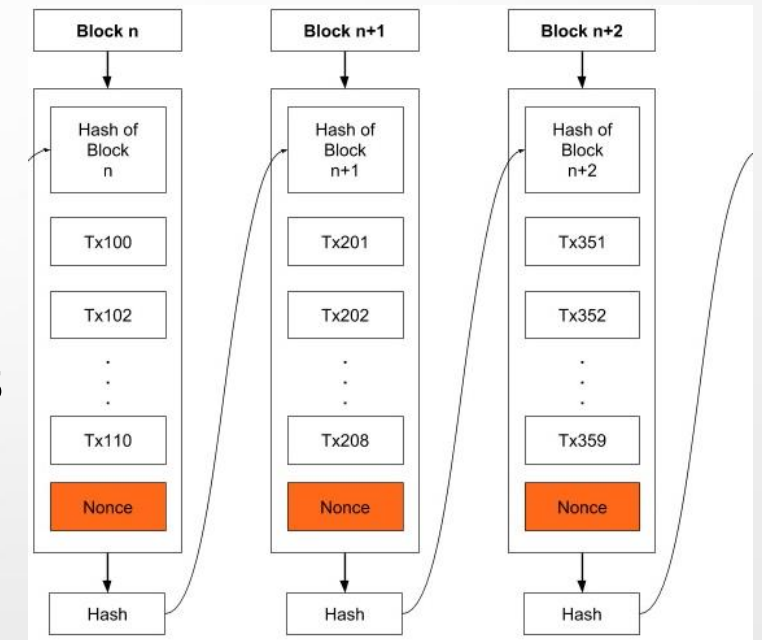 Block n
Hash of
Block
n
Tx100
Tx102
.
.
.
Tx110
Nonce
Hash
Block n+1
Hash of
Block
n+1
Tx201
Tx202
.
.
.
Tx208
Nonce
Hash
Block n+2
Hash of
Block
n+2
Tx351
Tx352
.
.
.
Tx359
Nonce
Hash